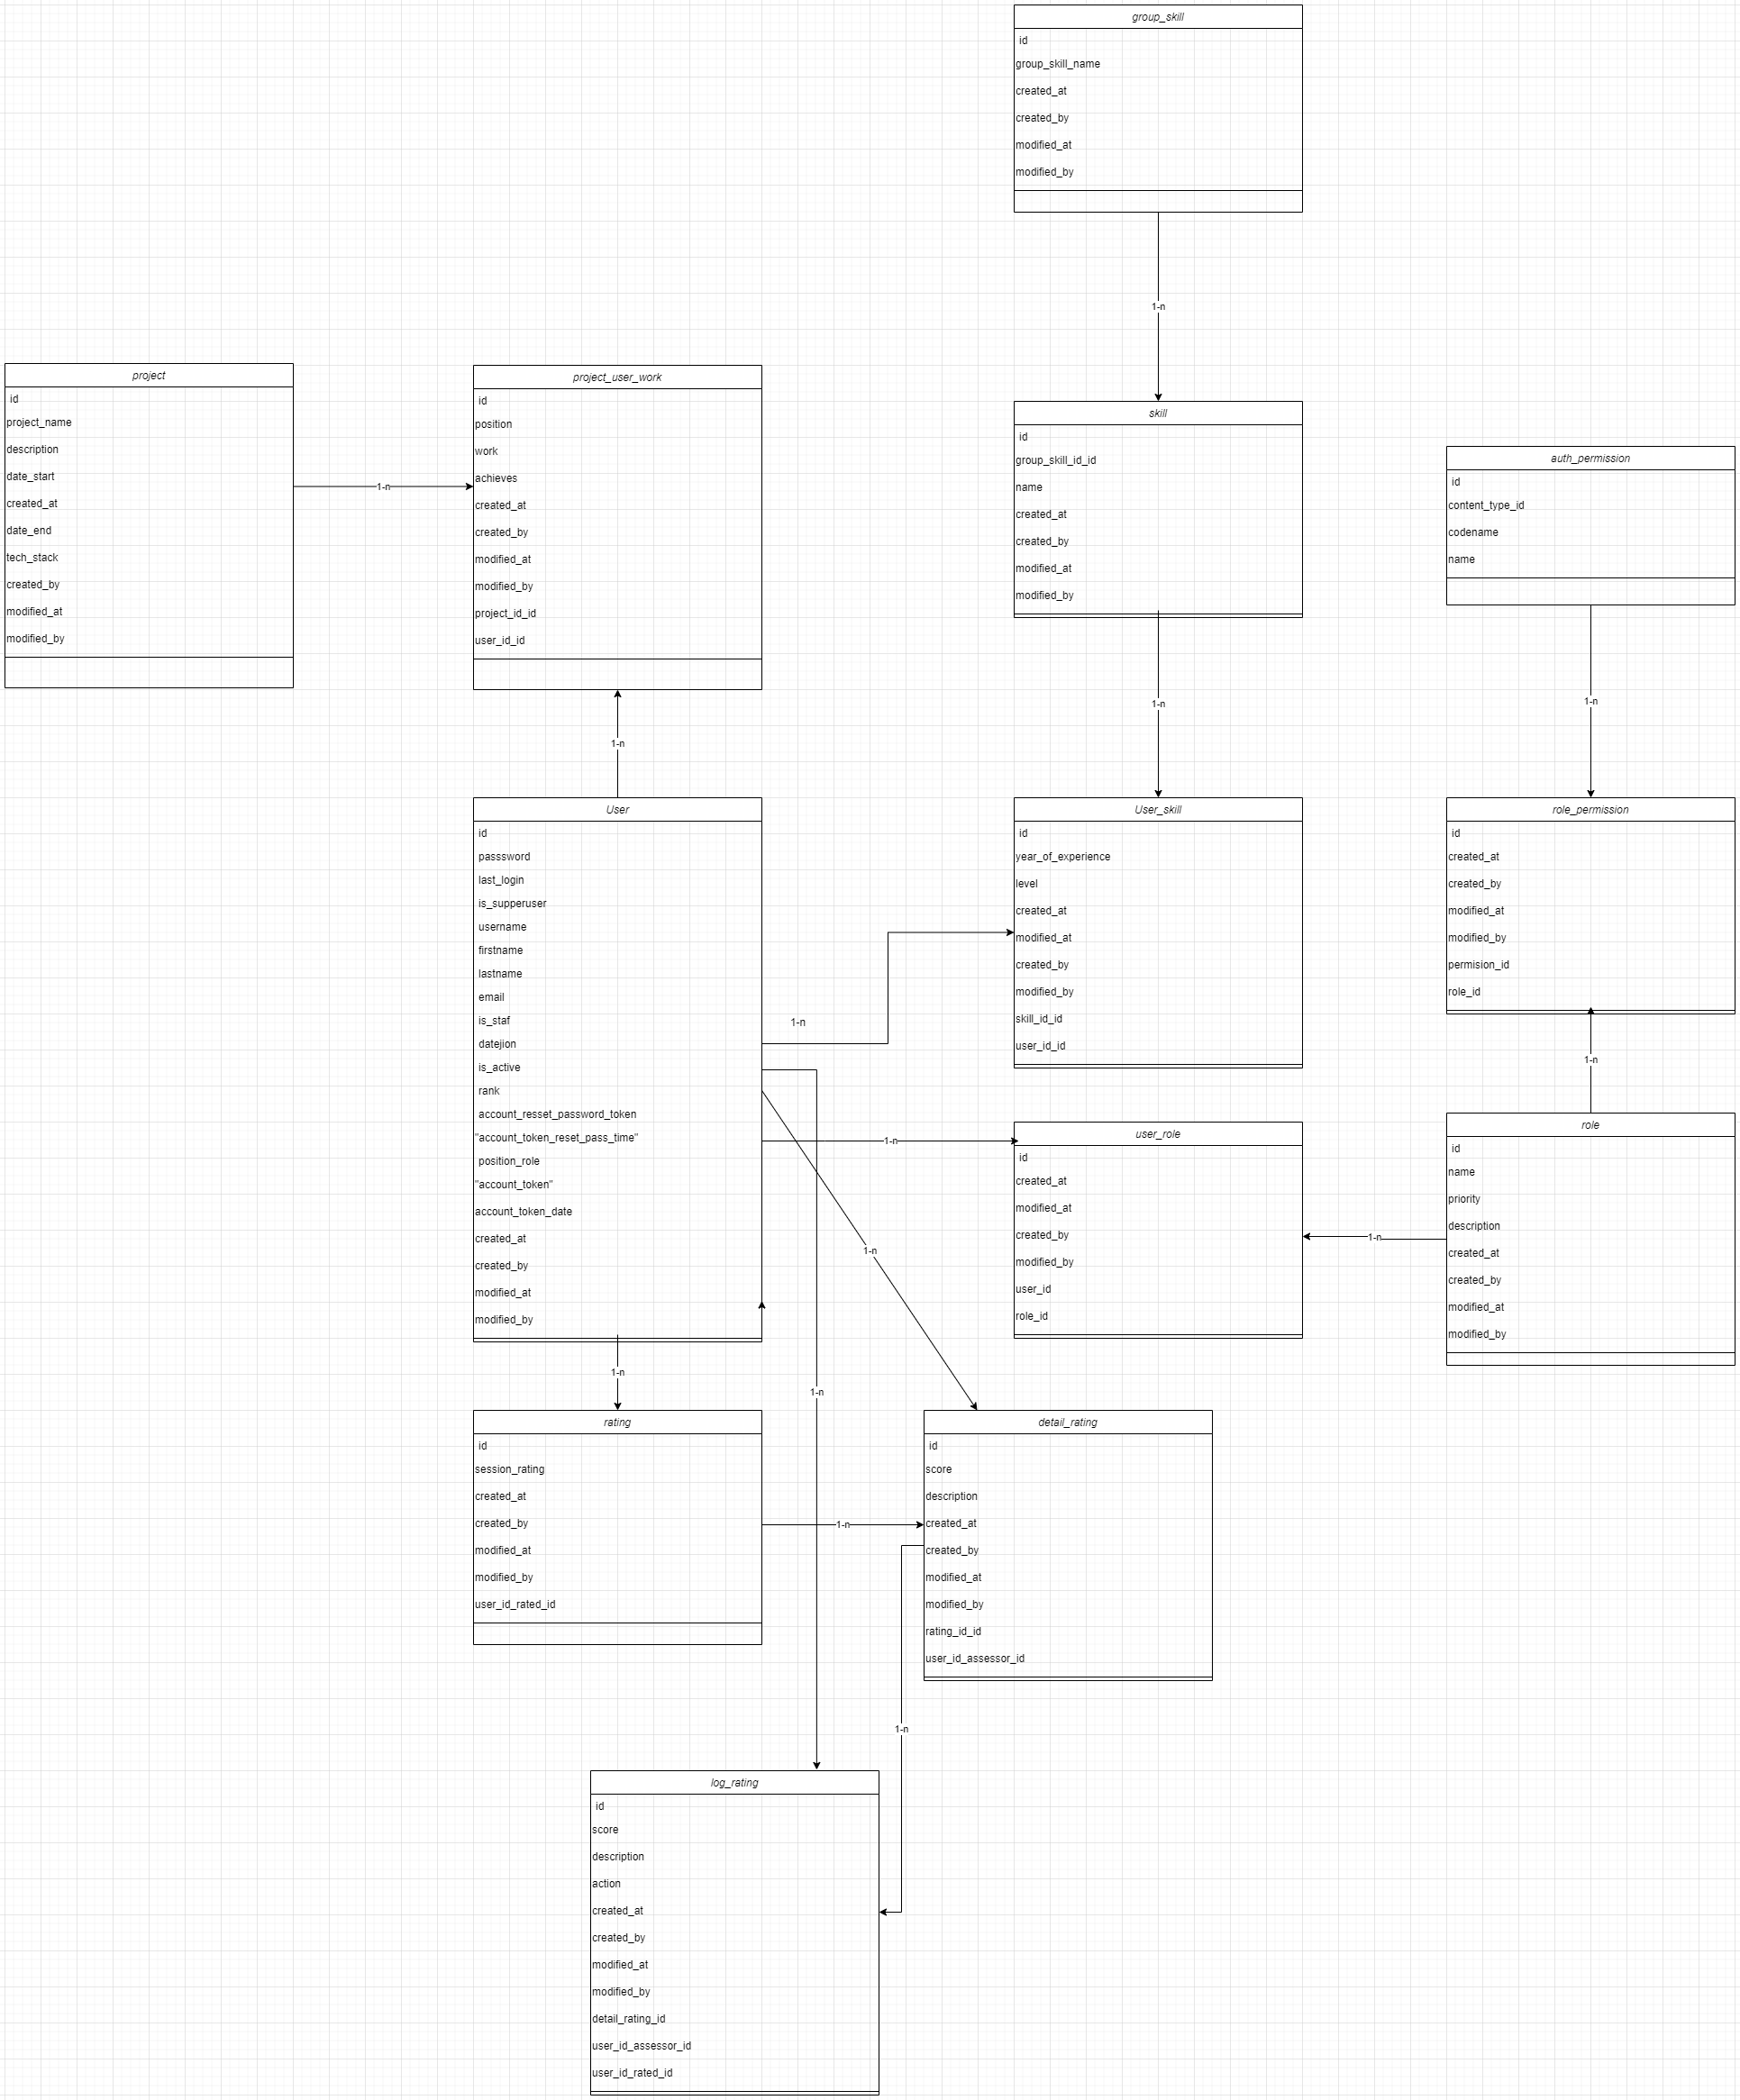 group_skill
id
group_skill_name
created_at
created_by
modified_at
modified_by
1-n
project
id
project_name
description
date_start
created_at
date_end
tech_stack
created_by
modified_at
modified_by
1-n
project_user_work
id
position
work
achieves
created_at
created_by
modified_at
modified_by
project_id_id
user_id_id
skill
id
group_skill_id_id
name
created_at
created_by
modified_at
modified_by
auth_permission
id
content_type_id
codename
name
1-n
1-n
1-n
User
id
passsword
last_login
is_supperuser
username
firstname
lastname
email
is_staf
datejion
is_active
rank
account_resset_password_token
"account_token_reset_pass_time"
position_role
"account_token"
account_token_date
created_at
created_by
modified_at
modified_by
1-n
User_skill
id
year_of_experience
level
created_at
modified_at
created_by
modified_by
skill_id_id
user_id_id
role_permission
id
created_at
created_by
modified_at
modified_by
permision_id
role_id
1-n
1-n
user_role
id
created_at
modified_at
created_by
modified_by
user_id
role_id
1-n
role
id
name
priority
description
created_at
created_by
modified_at
modified_by
1-n
1-n
1-n
rating
id
session_rating
created_at
created_by
modified_at
modified_by
user_id_rated_id
1-n
detail_rating
id
score
description
created_at
created_by
modified_at
modified_by
rating_id_id
user_id_assessor_id
1-n
log_rating
id
score
description
action
created_at
created_by
modified_at
modified_by
detail_rating_id
user_id_assessor_id
user_id_rated_id